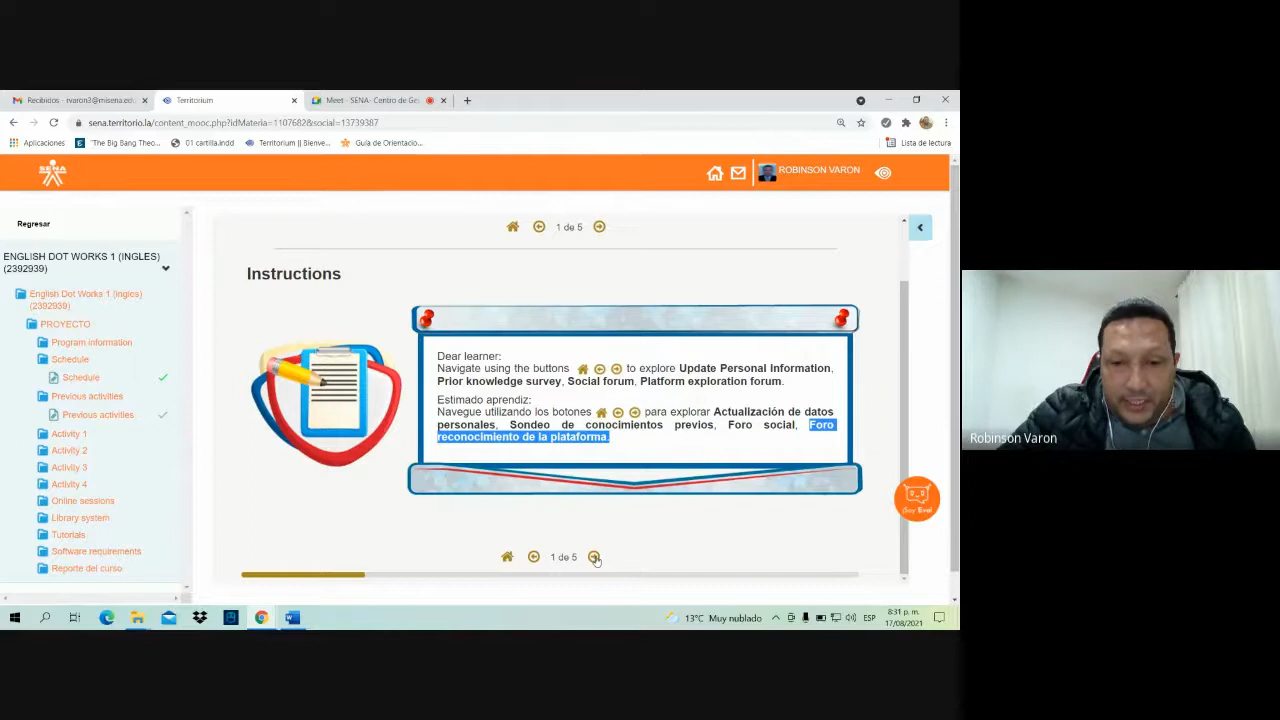 Recibidos - rvaron3@misena.edu
Territorium
Meet - SENA- Centro de Ges
sena.territorio.la/content_mooc.php?idMateria=1107682&social=13739387
Aplicaciones
"The Big Bang Theo...
01 cartilla.indd
Territorium || Bienve...
Guía de Orientacio...
Lista de lectura
SENA
ROBINSON VARON
Regresar
ENGLISH DOT WORKS 1 (INGLES)
(2392939)
English Dot Works 1 (ingles)
(2392939)
PROYECTO
Program information
Schedule
Schedule
Previous activities
Previous activities
Activity 1
Activity 2
Activity 3
Activity 4
Online sessions
Library system
Tutorials
Software requirements
Reporte del curso
1 de 5
Instructions
Dear learner:
Navigate using the buttons to explore Update Personal Information,
Prior knowledge survey, Social forum, Platform exploration forum.
Estimado aprendiz:
Navegue utilizando los botones para explorar Actualización de datos
personales, Sondeo de conocimientos previos, Foro social, Foro
reconocimiento de la plataforma.
1 de 5
Robinson Varon
13°C Muy nublado
ESP
8:31 p. m.
17/08/2021